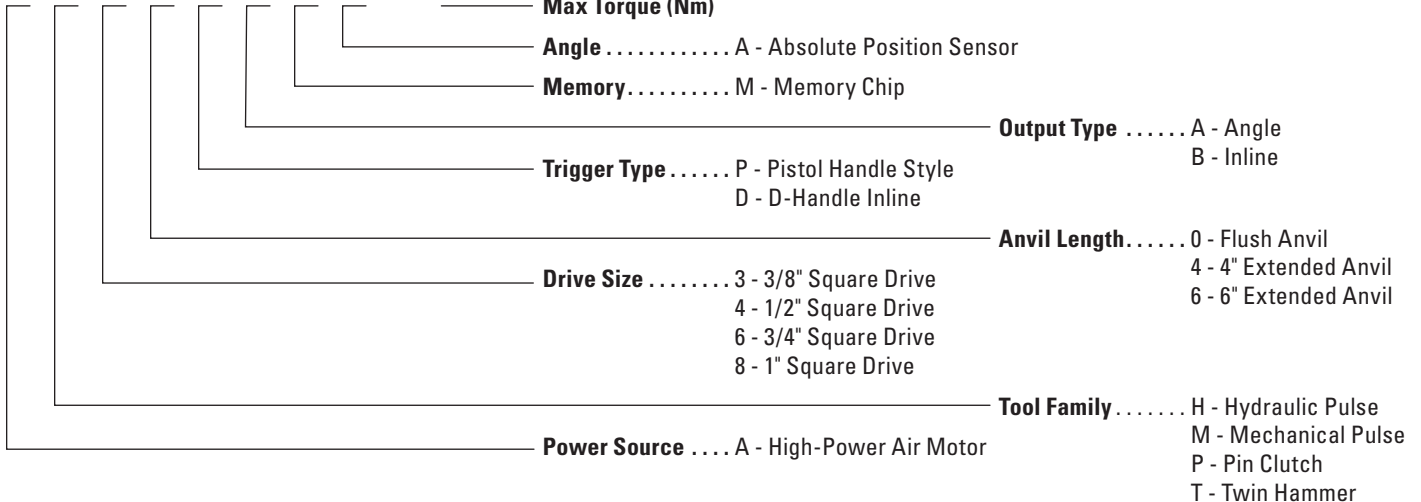 Max Torque (Nm)
Angle ............ A - Absolute Position Sensor
Memory.......... M - Memory Chip
Output Type ...... A - Angle
B - Inline
Trigger Type ...... P - Pistol Handle Style
D - D-Handle Inline
Anvil Length...... 0 - Flush Anvil
4 - 4" Extended Anvil
6 - 6" Extended Anvil
Drive Size ........ 3 - 3/8" Square Drive
4 - 1/2" Square Drive
6 - 3/4" Square Drive
8 - 1" Square Drive
Tool Family ....... H - Hydraulic Pulse
M - Mechanical Pulse
P - Pin Clutch
T - Twin Hammer
Power Source .... A - High-Power Air Motor